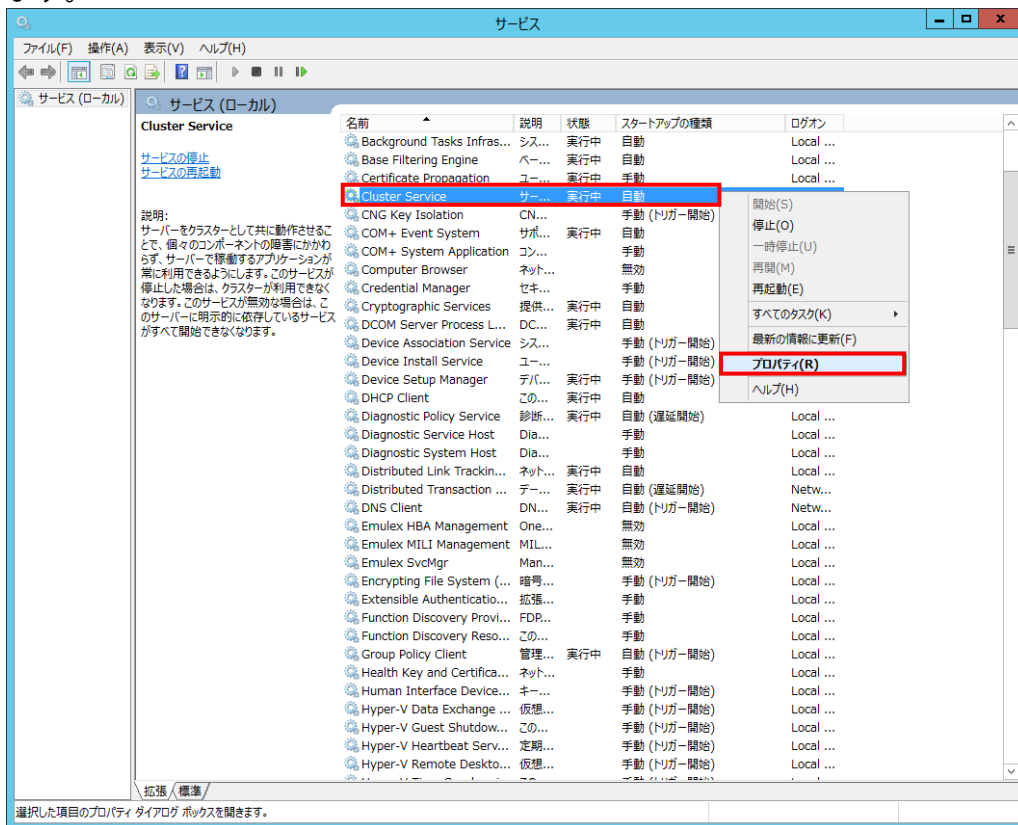 サービス
ファイル(F) 操作(A) 表示(V) ヘルプ(H)
サービス (ローカル)
サービス (ローカル)
Cluster Service
サービスの停止
サービスの再起動
説明:
サーバーをクラスターとして共に動作させるこ
とで、個々のコンポーネントの障害にかかわ
らず、サーバーで稼働するアプリケーションが
常に利用できるようにします。このサービスが
停止した場合は、クラスターが利用できなく
なります。このサービスが無効な場合は、こ
のサーバーに明示的に依存しているサービス
がすべて開始できなくなります。
名前 説明 状態 スタートアップの種類 ログオン
Background Tasks Infras... シス... 実行中 自動 Local ...
Base Filtering Engine ベー... 実行中 自動 Local ...
Certificate Propagation ユー... 実行中 手動 Local ...
Cluster Service サー... 実行中 自動
CNG Key Isolation CN... 手動 (トリガー開始)
COM+ Event System サポ... 実行中 自動
COM+ System Application コン... 手動
Computer Browser ネット... 無効
Credential Manager セキ... 手動
Cryptographic Services 提供... 実行中 自動
DCOM Server Process L... DC... 実行中 自動
Device Association Service シス... 手動 (トリガー開始)
Device Install Service ユー... 手動 (トリガー開始)
Device Setup Manager デバ... 実行中 手動 (トリガー開始)
DHCP Client この... 実行中 自動
Diagnostic Policy Service 診断... 実行中 自動 (遅延開始) Local ...
Diagnostic Service Host Dia... 手動 Local ...
Diagnostic System Host Dia... 手動 Local ...
Distributed Link Trackin... ネット... 実行中 自動 Local ...
Distributed Transaction ... デー... 実行中 自動 (遅延開始) Netw...
DNS Client DN... 実行中 自動 (トリガー開始) Netw...
Emulex HBA Management One... 無効 Local ...
Emulex MILI Management MIL... 無効 Local ...
Emulex SvcMgr Man... 無効 Local ...
Encrypting File System (... 暗号... 手動 (トリガー開始) Local ...
Extensible Authenticatio... 拡張... 手動 Local ...
Function Discovery Provi... FDP... 手動 Local ...
Function Discovery Reso... この... 手動 Local ...
Group Policy Client 管理... 実行中 自動 (トリガー開始) Local ...
Health Key and Certifica... ネット... 手動 Local ...
Human Interface Device... キー... 手動 (トリガー開始) Local ...
Hyper-V Data Exchange ... 仮想... 手動 (トリガー開始) Local ...
Hyper-V Guest Shutdow... この... 手動 (トリガー開始) Local ...
Hyper-V Heartbeat Serv... 定期... 手動 (トリガー開始) Local ...
Hyper-V Remote Deskto... 仮想... 手動 (トリガー開始) Local ...
開始(S)
停止(O)
一時停止(U)
再開(M)
再起動(E)
すべてのタスク(K)
最新の情報に更新(F)
プロパティ(R)
ヘルプ(H)
拡張 標準
選択した項目のプロパティ ダイアログ ボックスを開きます。